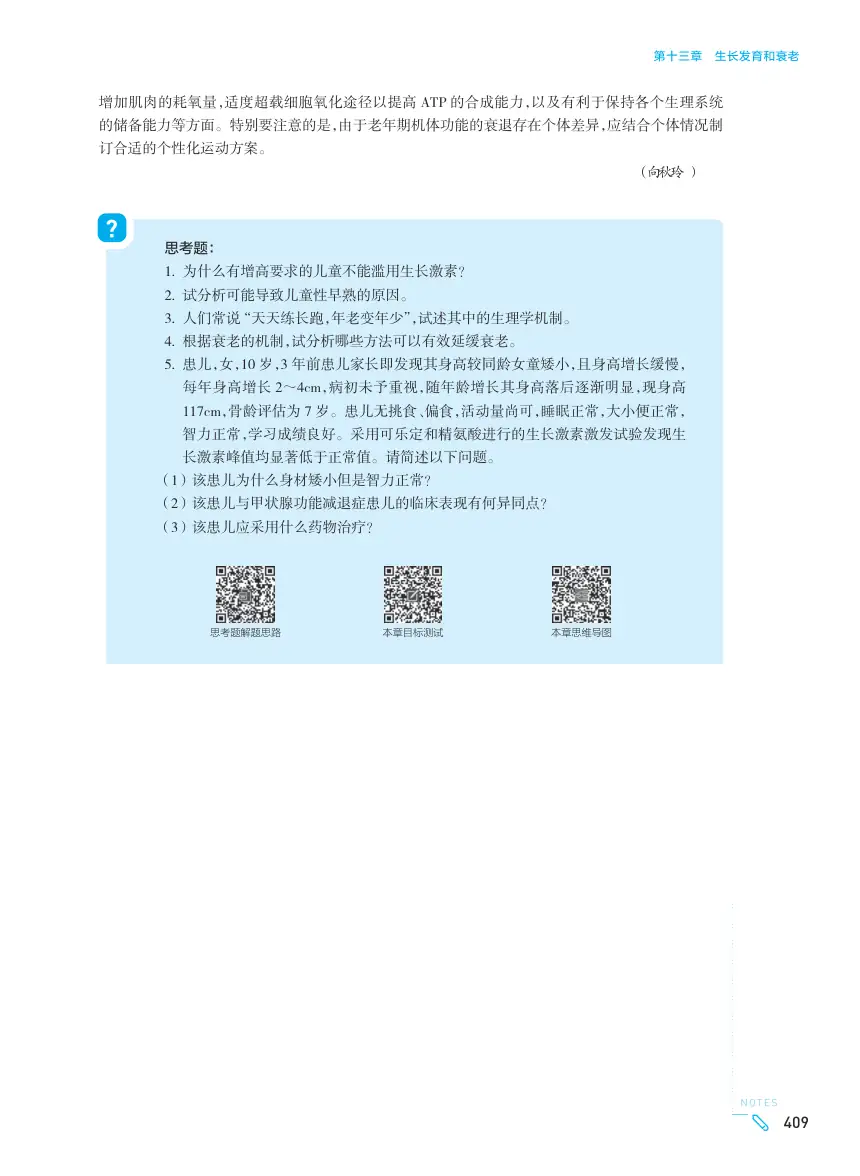 第十三章 生长发育和衰老
增加肌肉的耗氧量,适度超载细胞氧化途径以提高 ATP 的合成能力,以及有利于保持各个生理系统
的储备能力等方面。特别要注意的是,由于老年期机体功能的衰退存在个体差异,应结合个体情况制
订合适的个性化运动方案。
(向秋玲 )
?
思考题:
1. 为什么有增高要求的儿童不能滥用生长激素?
2. 试分析可能导致儿童性早熟的原因。
3. 人们常说“天天练长跑,年老变年少”,试述其中的生理学机制。
4. 根据衰老的机制,试分析哪些方法可以有效延缓衰老。
5. 患儿,女,10 岁,3 年前患儿家长即发现其身高较同龄女童矮小,且身高增长缓慢,
每年身高增长 2～4cm,病初未予重视,随年龄增长其身高落后逐渐明显,现身高
117cm,骨龄评估为 7 岁。患儿无挑食、偏食,活动量尚可,睡眠正常,大小便正常,
智力正常,学习成绩良好。采用可乐定和精氨酸进行的生长激素激发试验发现生
长激素峰值均显著低于正常值。请简述以下问题。
(1)该患儿为什么身材矮小但是智力正常?
(2)该患儿与甲状腺功能减退症患儿的临床表现有何异同点?
(3)该患儿应采用什么药物治疗?
思考题解题思路
本章目标测试
本章思维导图
NOTES
409